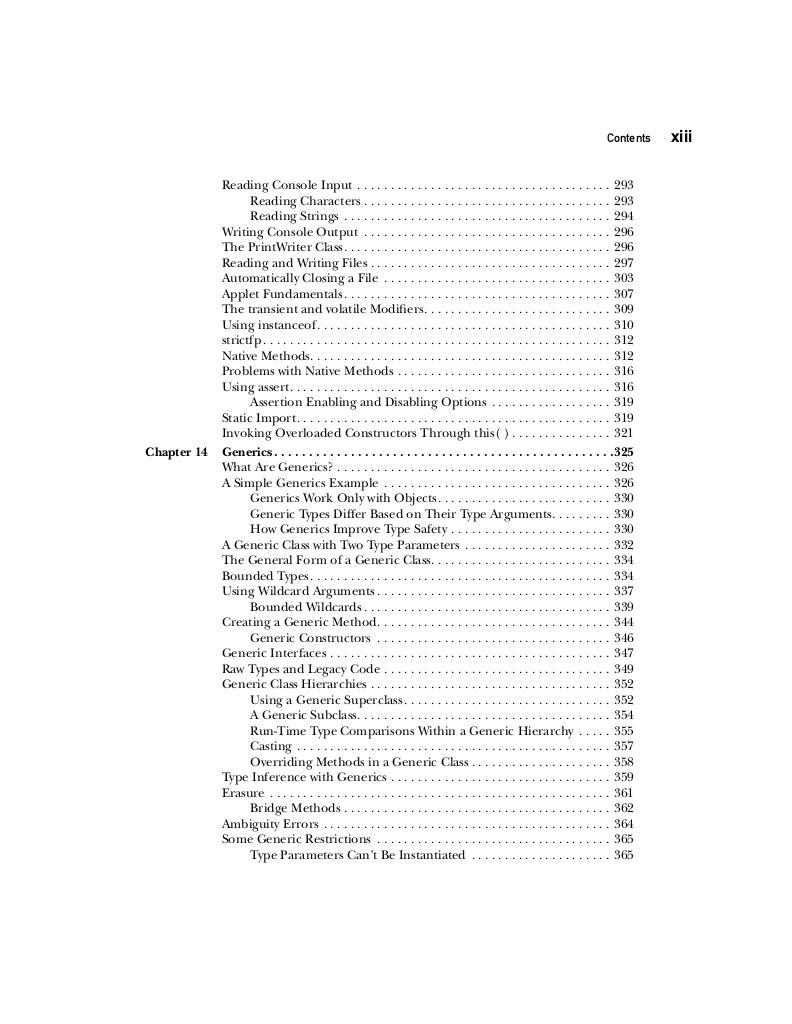 Contents xiii
Reading Console Input . . . . . . . . . . . . . . . . . . . . . . . . . . . . . . . . . . . . . . 293
Reading Characters . . . . . . . . . . . . . . . . . . . . . . . . . . . . . . . . . . . . . 293
Reading Strings . . . . . . . . . . . . . . . . . . . . . . . . . . . . . . . . . . . . . . . . 294
Writing Console Output . . . . . . . . . . . . . . . . . . . . . . . . . . . . . . . . . . . . . 296
The PrintWriter Class. . . . . . . . . . . . . . . . . . . . . . . . . . . . . . . . . . . . . . . . 296
Reading and Writing Files . . . . . . . . . . . . . . . . . . . . . . . . . . . . . . . . . . . . 297
Automatically Closing a File . . . . . . . . . . . . . . . . . . . . . . . . . . . . . . . . . . 303
Applet Fundamentals. . . . . . . . . . . . . . . . . . . . . . . . . . . . . . . . . . . . . . . . 307
The transient and volatile Modifiers. . . . . . . . . . . . . . . . . . . . . . . . . . . . 309
Using instanceof. . . . . . . . . . . . . . . . . . . . . . . . . . . . . . . . . . . . . . . . . . . . 310
strictfp . . . . . . . . . . . . . . . . . . . . . . . . . . . . . . . . . . . . . . . . . . . . . . . . . . . . 312
Native Methods. . . . . . . . . . . . . . . . . . . . . . . . . . . . . . . . . . . . . . . . . . . . . 312
Problems with Native Methods . . . . . . . . . . . . . . . . . . . . . . . . . . . . . . . . 316
Using assert. . . . . . . . . . . . . . . . . . . . . . . . . . . . . . . . . . . . . . . . . . . . . . . . 316
Assertion Enabling and Disabling Options . . . . . . . . . . . . . . . . . . 319
Static Import. . . . . . . . . . . . . . . . . . . . . . . . . . . . . . . . . . . . . . . . . . . . . . . 319
Invoking Overloaded Constructors Through this( ) . . . . . . . . . . . . . . . 321
Chapter 14 Generics. . . . . . . . . . . . . . . . . . . . . . . . . . . . . . . . . . . . . . . . . . . . . . . . . .325
What Are Generics? . . . . . . . . . . . . . . . . . . . . . . . . . . . . . . . . . . . . . . . . . 326
A Simple Generics Example . . . . . . . . . . . . . . . . . . . . . . . . . . . . . . . . . . 326
Generics Work Only with Objects. . . . . . . . . . . . . . . . . . . . . . . . . . 330
Generic Types Differ Based on Their Type Arguments. . . . . . . . . 330
How Generics Improve Type Safety . . . . . . . . . . . . . . . . . . . . . . . . 330
A Generic Class with Two Type Parameters . . . . . . . . . . . . . . . . . . . . . . 332
The General Form of a Generic Class. . . . . . . . . . . . . . . . . . . . . . . . . . . 334
Bounded Types. . . . . . . . . . . . . . . . . . . . . . . . . . . . . . . . . . . . . . . . . . . . . 334
Using Wildcard Arguments . . . . . . . . . . . . . . . . . . . . . . . . . . . . . . . . . . . 337
Bounded Wildcards . . . . . . . . . . . . . . . . . . . . . . . . . . . . . . . . . . . . . 339
Creating a Generic Method. . . . . . . . . . . . . . . . . . . . . . . . . . . . . . . . . . . 344
Generic Constructors . . . . . . . . . . . . . . . . . . . . . . . . . . . . . . . . . . . 346
Generic Interfaces . . . . . . . . . . . . . . . . . . . . . . . . . . . . . . . . . . . . . . . . . . 347
Raw Types and Legacy Code . . . . . . . . . . . . . . . . . . . . . . . . . . . . . . . . . . 349
Generic Class Hierarchies . . . . . . . . . . . . . . . . . . . . . . . . . . . . . . . . . . . . 352
Using a Generic Superclass. . . . . . . . . . . . . . . . . . . . . . . . . . . . . . . 352
A Generic Subclass. . . . . . . . . . . . . . . . . . . . . . . . . . . . . . . . . . . . . . 354
Run-Time Type Comparisons Within a Generic Hierarchy . . . . . 355
Casting . . . . . . . . . . . . . . . . . . . . . . . . . . . . . . . . . . . . . . . . . . . . . . . 357
Overriding Methods in a Generic Class . . . . . . . . . . . . . . . . . . . . . 358
Type Inference with Generics . . . . . . . . . . . . . . . . . . . . . . . . . . . . . . . . . 359
Erasure . . . . . . . . . . . . . . . . . . . . . . . . . . . . . . . . . . . . . . . . . . . . . . . . . . . 361
Bridge Methods . . . . . . . . . . . . . . . . . . . . . . . . . . . . . . . . . . . . . . . . 362
Ambiguity Errors . . . . . . . . . . . . . . . . . . . . . . . . . . . . . . . . . . . . . . . . . . . 364
Some Generic Restrictions . . . . . . . . . . . . . . . . . . . . . . . . . . . . . . . . . . . 365
Type Parameters Can't Be Instantiated . . . . . . . . . . . . . . . . . . . . . 365